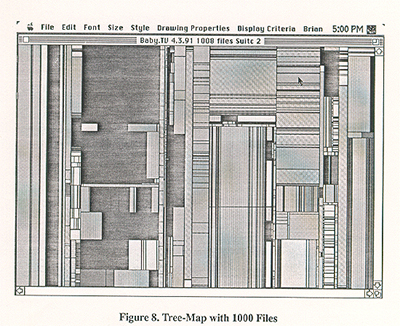 File Edit Font Size Style Drawing Properties Display Criteria Brian 5:00 PM
Baby.TU 4.3.91 1008 files Suite 2
Figure 8. Tree-Map with 1000 Files